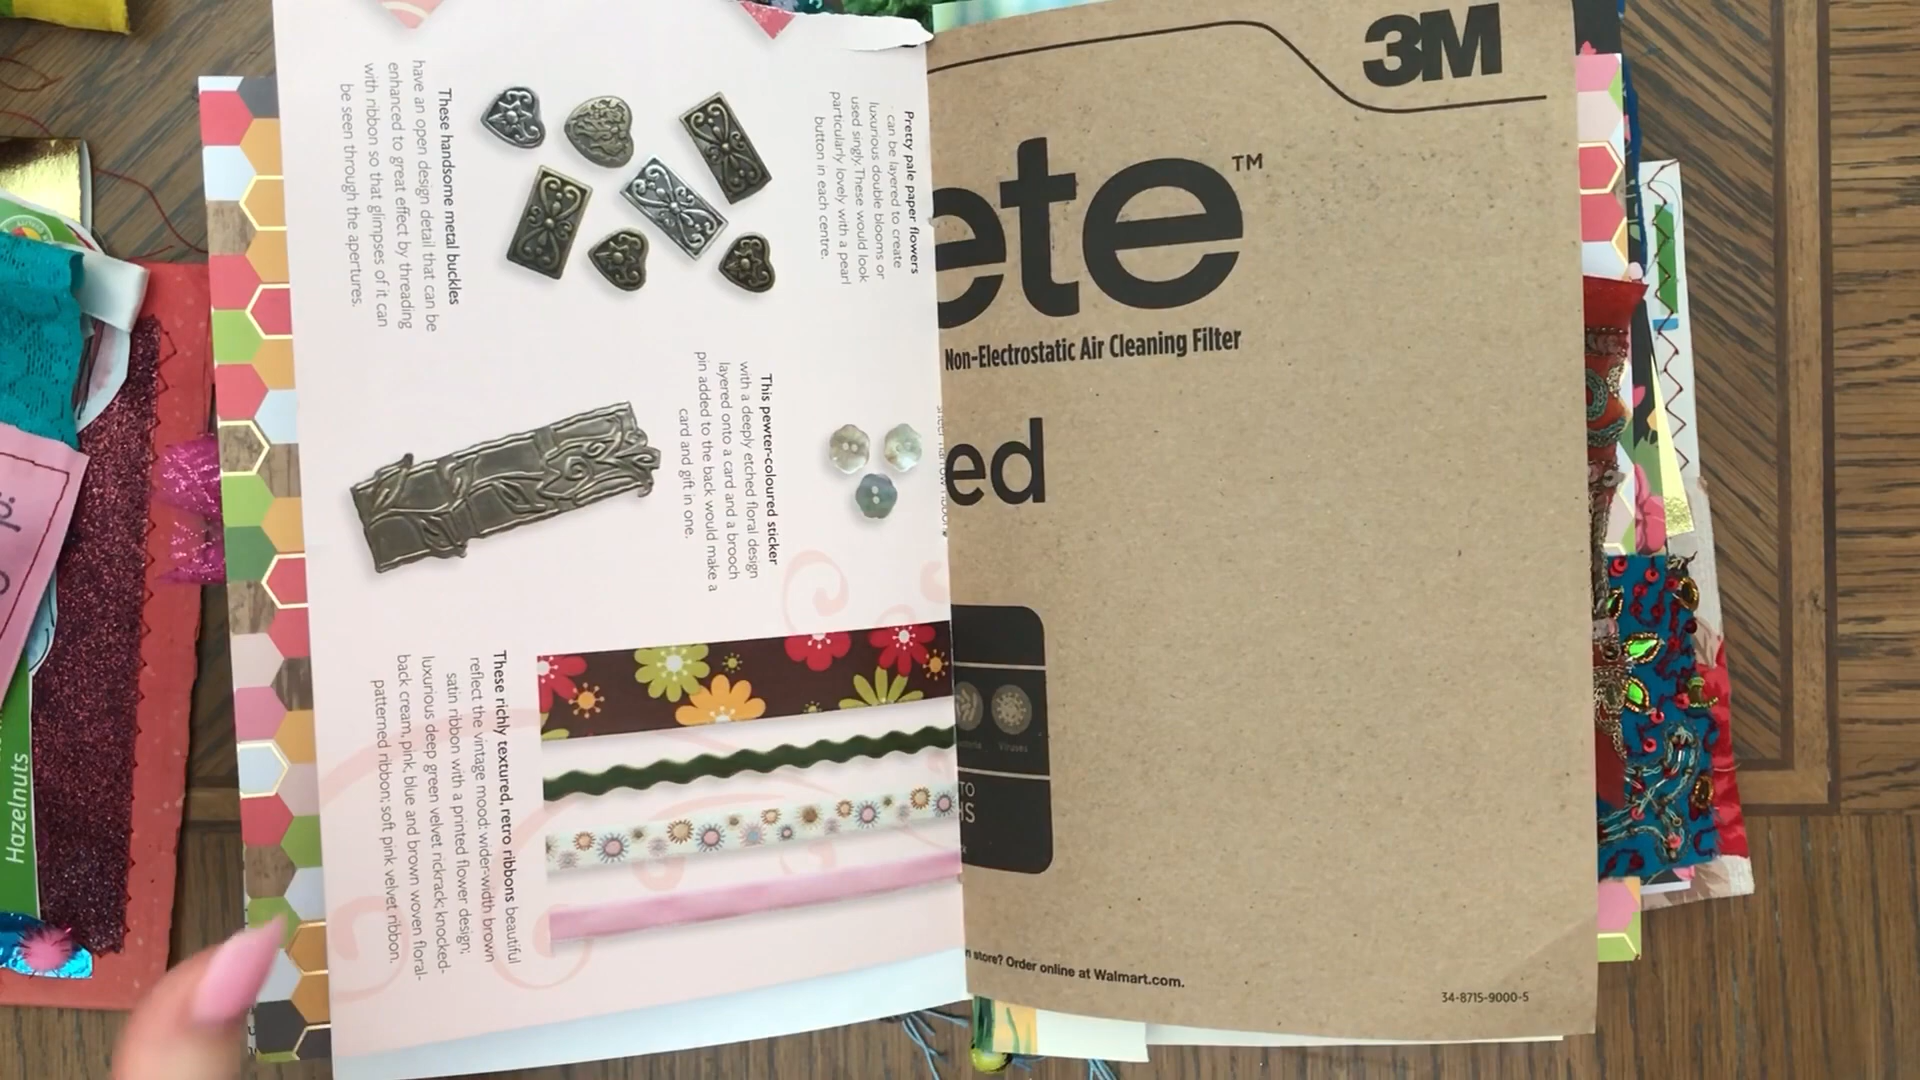 Pretty pale paper flowers
can be layered to create
luxurious double blooms or
used singly. These would look
particularly lovely with a pearl
button in each centre.
These handsome metal buckles
have an open design detail that can be
enhanced to great effect by threading
with ribbon so that glimpses of it can
be seen through the apertures.
This pewter-coloured sticker
with a deeply etched floral design
layered onto a card and a brooch
pin added to the back would make a
card and gift in one.
These richly textured, retro ribbons beautiful
reflect the vintage mood: wider-width brown
satin ribbon with a printed flower design;
luxurious deep green velvet rickrack; knocked-
back cream, pink, blue and brown woven floral-
patterned ribbon; soft pink velvet ribbon.
3M
ete™
Non-Electrostatic Air Cleaning Filter
ed
Viruses
TO
HS
n store? Order online at Walmart.com.
34-8715-9000-5
Hazelnuts